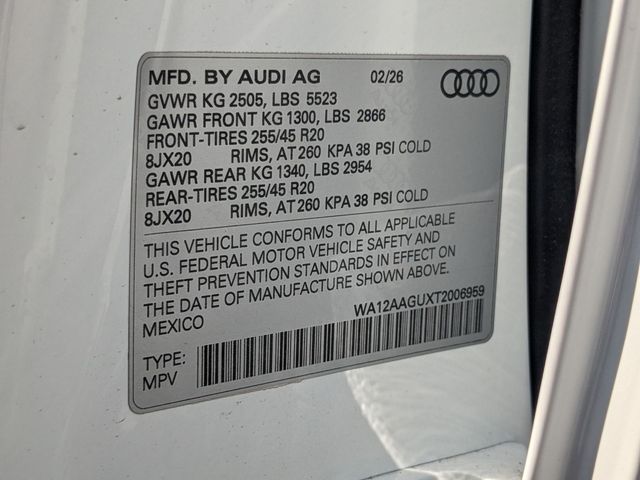 MFD. BY AUDI AG 02/26
GVWR KG 2505, LBS 5523
GAWR FRONT KG 1300, LBS 2866
FRONT-TIRES 255/45 R20
8JX20 RIMS, AT 260 KPA 38 PSI COLD
GAWR REAR KG 1340, LBS 2954
REAR-TIRES 255/45 R20
8JX20 RIMS, AT 260 KPA 38 PSI COLD
THIS VEHICLE CONFORMS TO ALL APPLICABLE
U.S. FEDERAL MOTOR VEHICLE SAFETY AND
THEFT PREVENTION STANDARDS IN EFFECT ON
THE DATE OF MANUFACTURE SHOWN ABOVE.
MEXICO
WA12AAGUXT2006959
TYPE:
MPV